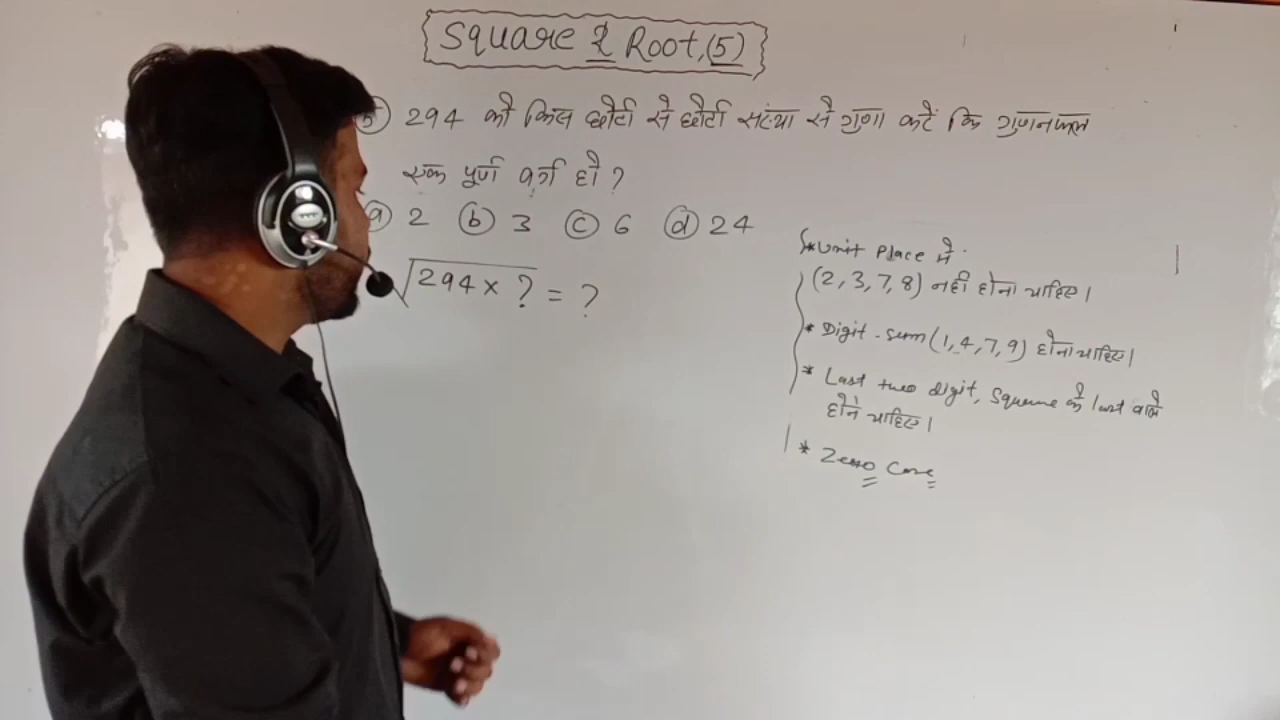 Square & Root, (5)
294 को किस छोटी से छोटी संख्या से गुणा करें कि गुणनफल
एक पूर्ण वर्ग हो ?
(a) 2 (b) 3 (c) 6 (d) 24
√294 × ? = ?
* Unit Place में
(2, 3, 7, 8) नहीं होना चाहिए।
* Digit-Sum (1, 4, 7, 9) होना चाहिए।
* Last two digit, Square के last वाले
होने चाहिए।
* Zero Case